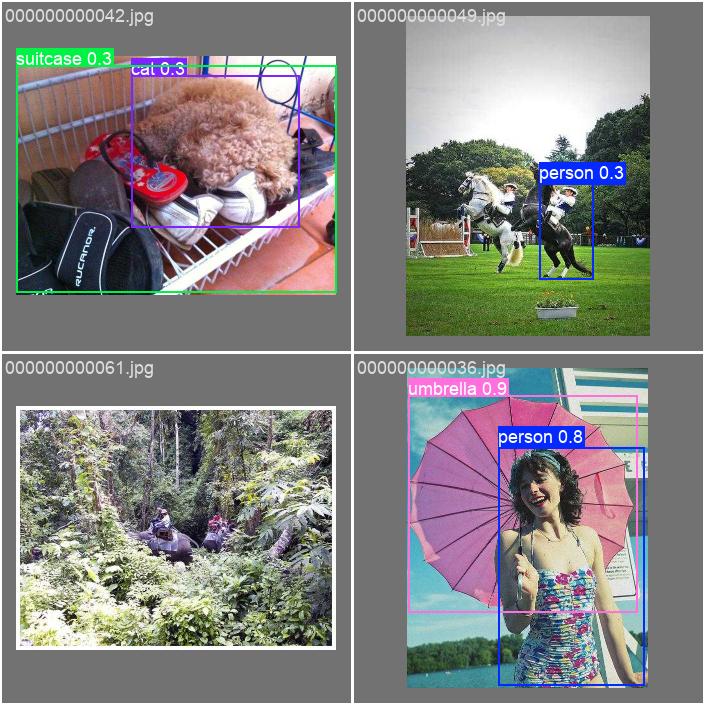 000000000042.jpg
suitcase 0.3
cat 0.3
RUCANOR.
000000000049.jpg
person 0.3
000000000061.jpg
000000000036.jpg
umbrella 0.9
person 0.8